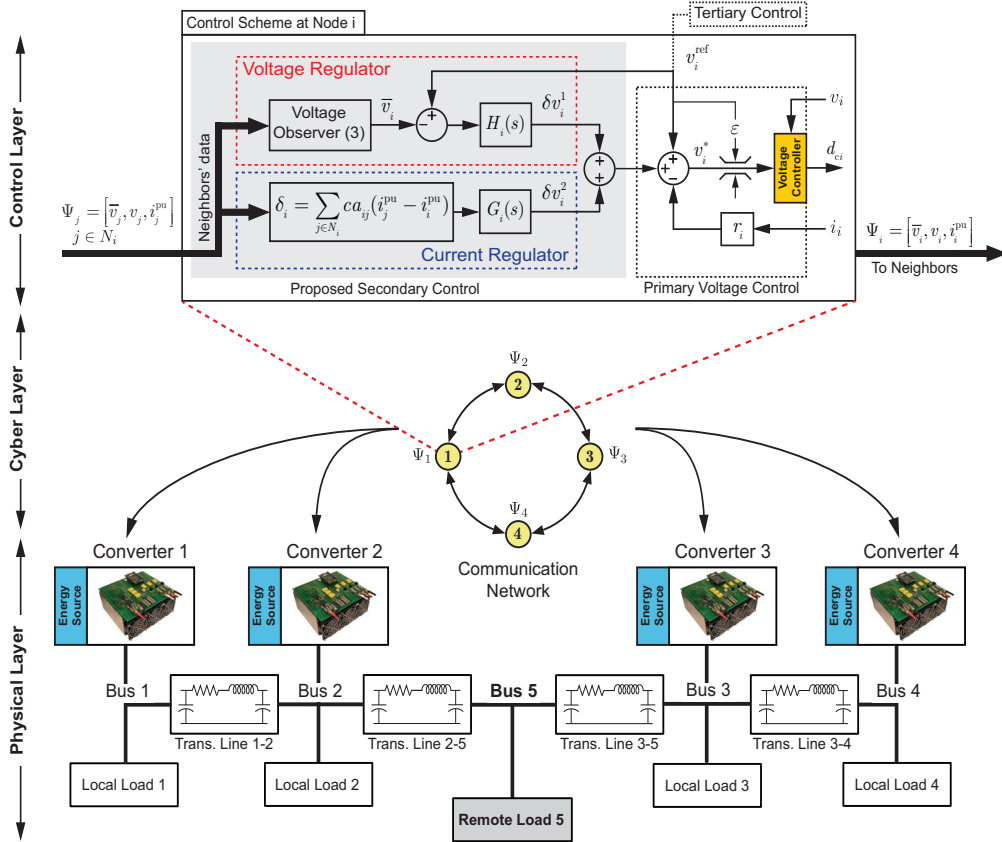 Control Scheme at Node i
Tertiary Control
v_i^ref
Voltage Regulator
Voltage
Observer (3)
v̅_i
−
+
H_i(s)
δv_i^1
+
+
Neighbors' data
δ_i = ∑_{j∈N_i} ca_ij(i_j^pu − i_i^pu)
G_i(s)
δv_i^2
Current Regulator
Proposed Secondary Control
+
+
−
v_i^*
ε
Voltage
Controller
v_i
d_ci
r_i
i_i
Primary Voltage Control
Ψ_j = [v̅_j, v_j, i_j^pu]
j ∈ N_i
Ψ_i = [v̅_i, v_i, i_i^pu]
To Neighbors
Control Layer
Cyber Layer
Physical Layer
Ψ_2
2
Ψ_1
1
3
Ψ_3
Ψ_4
4
Communication
Network
Converter 1
Converter 2
Converter 3
Converter 4
Energy
Source
Energy
Source
Energy
Source
Energy
Source
Bus 1
Bus 2
Bus 5
Bus 3
Bus 4
Trans. Line 1-2
Trans. Line 2-5
Trans. Line 3-5
Trans. Line 3-4
Local Load 1
Local Load 2
Local Load 3
Local Load 4
Remote Load 5